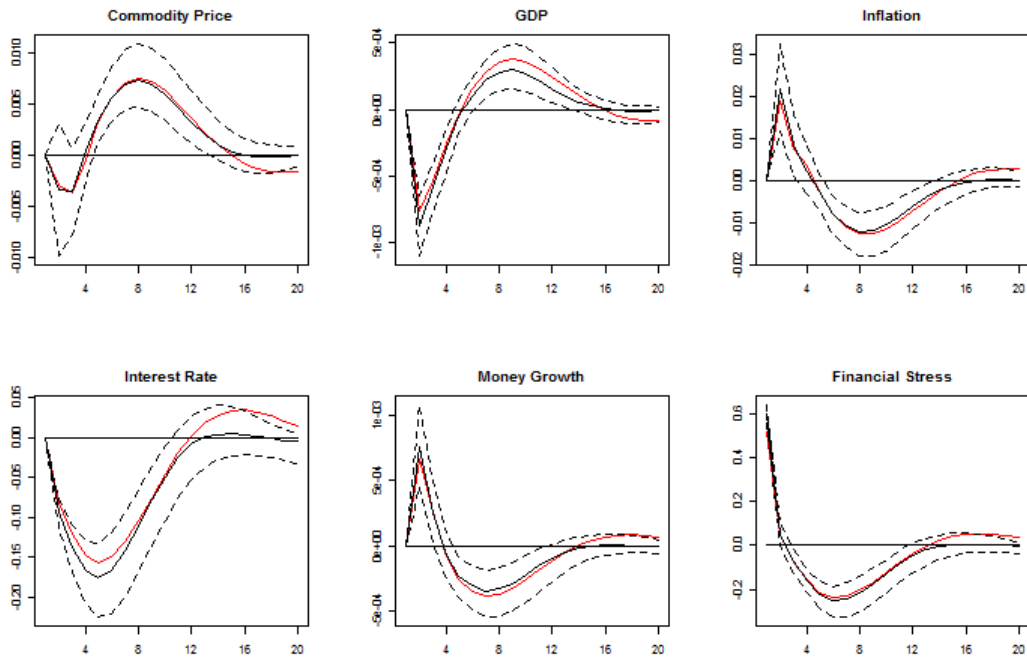 Commodity Price
0.010
0.005
0.000
-0.005
-0.010
4 8 12 16 20
GDP
5e-04
0e+00
-5e-04
-1e-03
4 8 12 16 20
Inflation
0.03
0.02
0.01
0.00
-0.01
-0.02
4 8 12 16 20
Interest Rate
0.05
0.00
-0.05
-0.10
-0.15
-0.20
4 8 12 16 20
Money Growth
1e-03
5e-04
0e+00
-5e-04
4 8 12 16 20
Financial Stress
0.6
0.4
0.2
0.0
-0.2
4 8 12 16 20